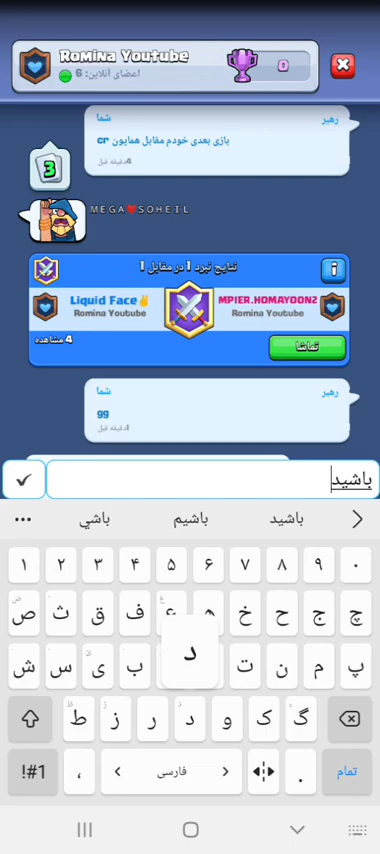 Romina Youtube
اعضای آنلاین: 6
0
شما
رهبر
بازی بعدی خودم مقابل همایون cr
4دقیقه قبل
3
MEGA❤️SOHEIL
نتایج نبرد 1 در مقابل 1
i
Liquid Face✌
MPIER.HOMAYOON2
Romina Youtube
Romina Youtube
4 مشاهده
تماشا
شما
رهبر
gg
1دقیقه قبل
باشید
باشید
باشیم
باشي
۱ ۲ ۳ ۴ ۵ ۶ ۷ ۸ ۹ ۰
ض
ص ث ق ف ع ه خ ح ج چ
ش س ی ب ت ن م پ
د
ظ ژ ذ
ط ز ر د و ک گ
!#1
،
فارسی
.
تمام